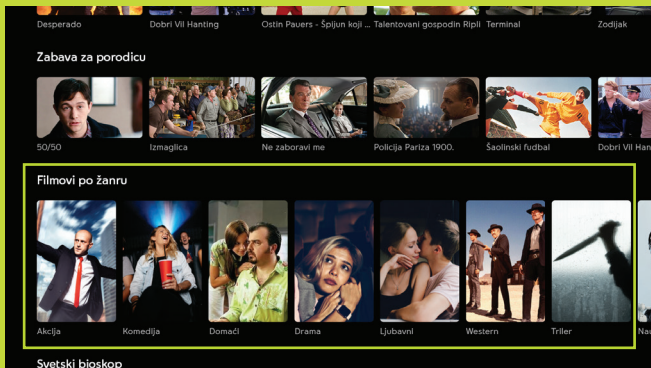 Desperado
Dobri Vil Hanting
Ostin Pauers - Špijun koji ...
Talentovani gospodin Ripli
Terminal
Zodijak
Zabava za porodicu
50/50
Izmaglica
Ne zaboravi me
Policija Pariza 1900.
Šaolinski fudbal
Dobri Vil Han
Filmovi po žanru
Akcija
Komedija
Domaći
Drama
Ljubavni
Western
Triler
Nau
Svetski bioskop